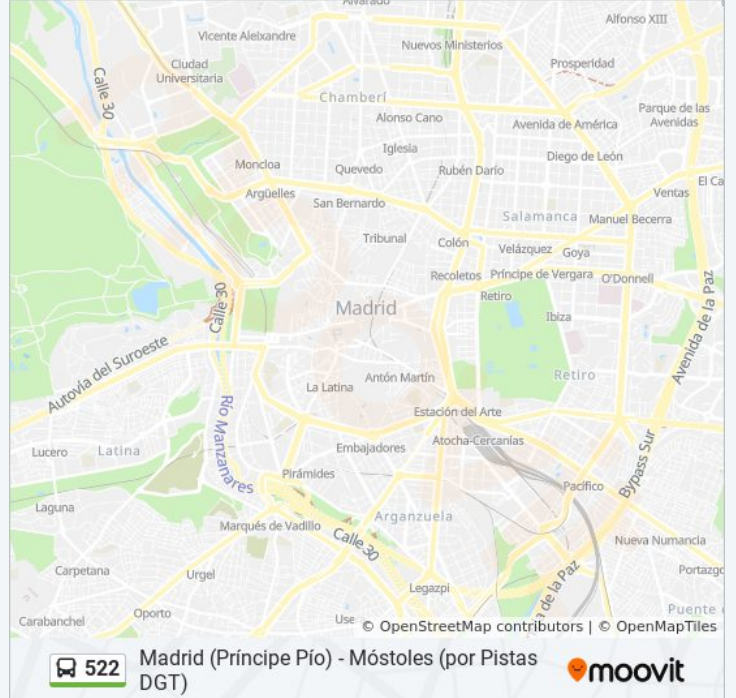 Alvarado
Alfonso XIII
Vicente Aleixandre
Nuevos Ministerios
Ciudad
Universitaria
Prosperidad
Calle 30
Chamberí
Parque de las
Avenidas
Alonso Cano
Avenida de América
Iglesia
Diego de León
Moncloa
Quevedo
Rubén Darío
El Ca
Argüelles
Ventas
San Bernardo
Salamanca
Manuel Becerra
Tribunal
Colón
Velázquez
Goya
Recoletos
Príncipe de Vergara
O'Donnell
Calle 30
Retiro
Madrid
Ibiza
Avenida de la Paz
Autovía del Suroeste
Antón Martín
Retiro
La Latina
Estación del Arte
Río Manzanares
Atocha-Cercanías
Embajadores
Lucero
Latina
Bypass Sur
Pirámides
Pacífico
Laguna
Arganzuela
Marqués de Vadillo
Calle 30
Nueva Numancia
Carpetana
Urgel
Portazgo
Legazpi
a de la Paz
Oporto
Puente
Carabanchel
Use
© OpenStreetMap contributors | © OpenMapTiles
522
Madrid (Príncipe Pío) - Móstoles (por Pistas
DGT)
moovit